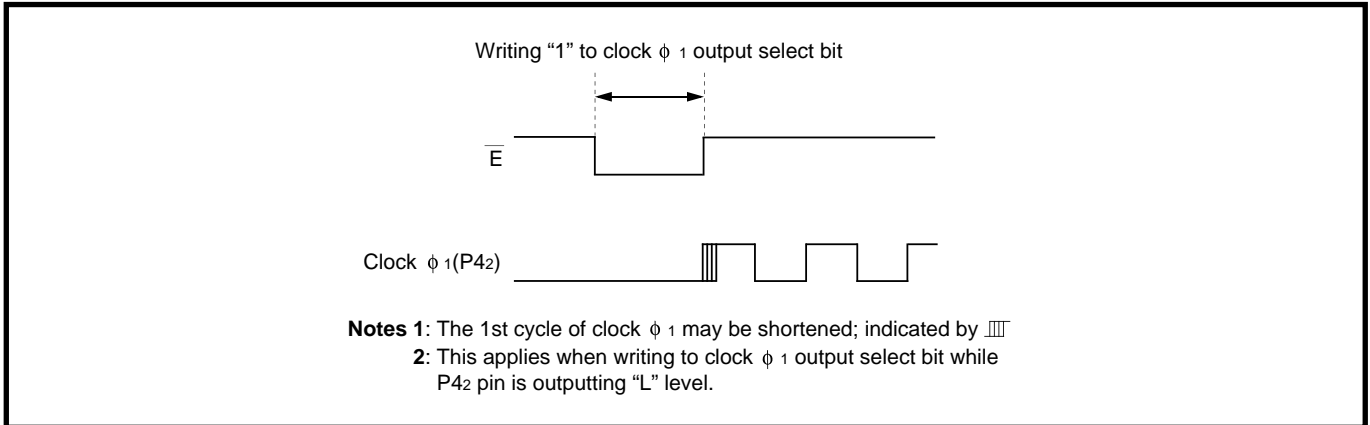 Writing “1” to clock ϕ 1 output select bit
E̅
Clock ϕ 1(P42)
Notes 1: The 1st cycle of clock ϕ 1 may be shortened; indicated by
2: This applies when writing to clock ϕ 1 output select bit while
P42 pin is outputting “L” level.